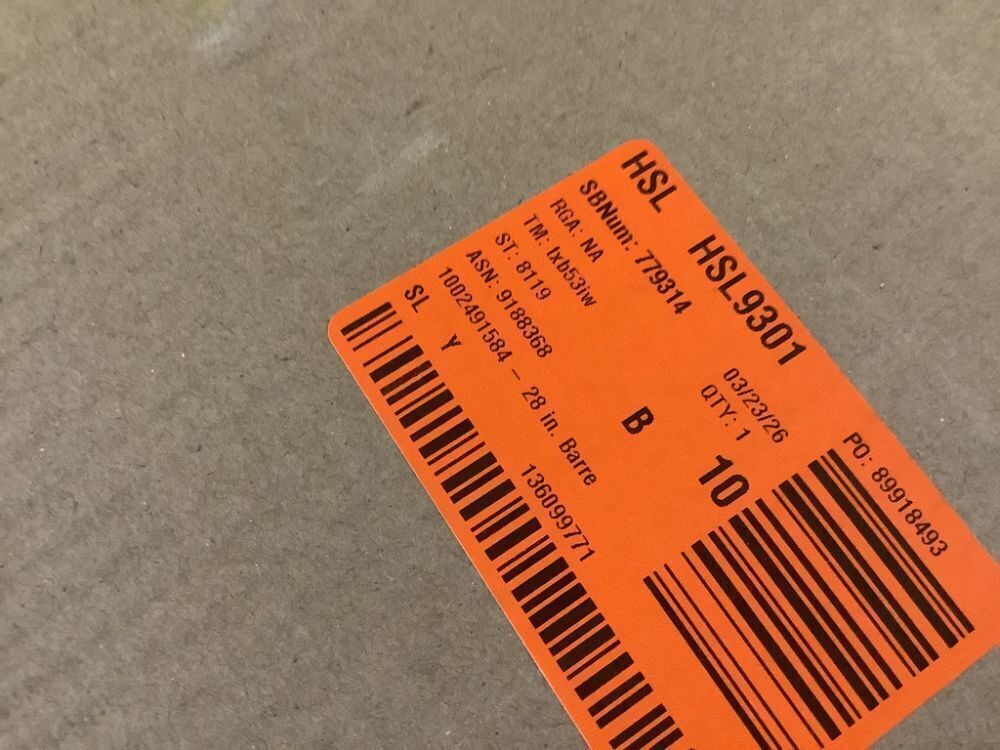 HSL HSL9301
SBNum: 779314 03/23/26 PO: 89918493
RGA: NA QTY: 1
TM: lxb53iw
ST: 8119 B 10
ASN: 9188368
1002491584 - 28 in. Barre
SL Y 136099771